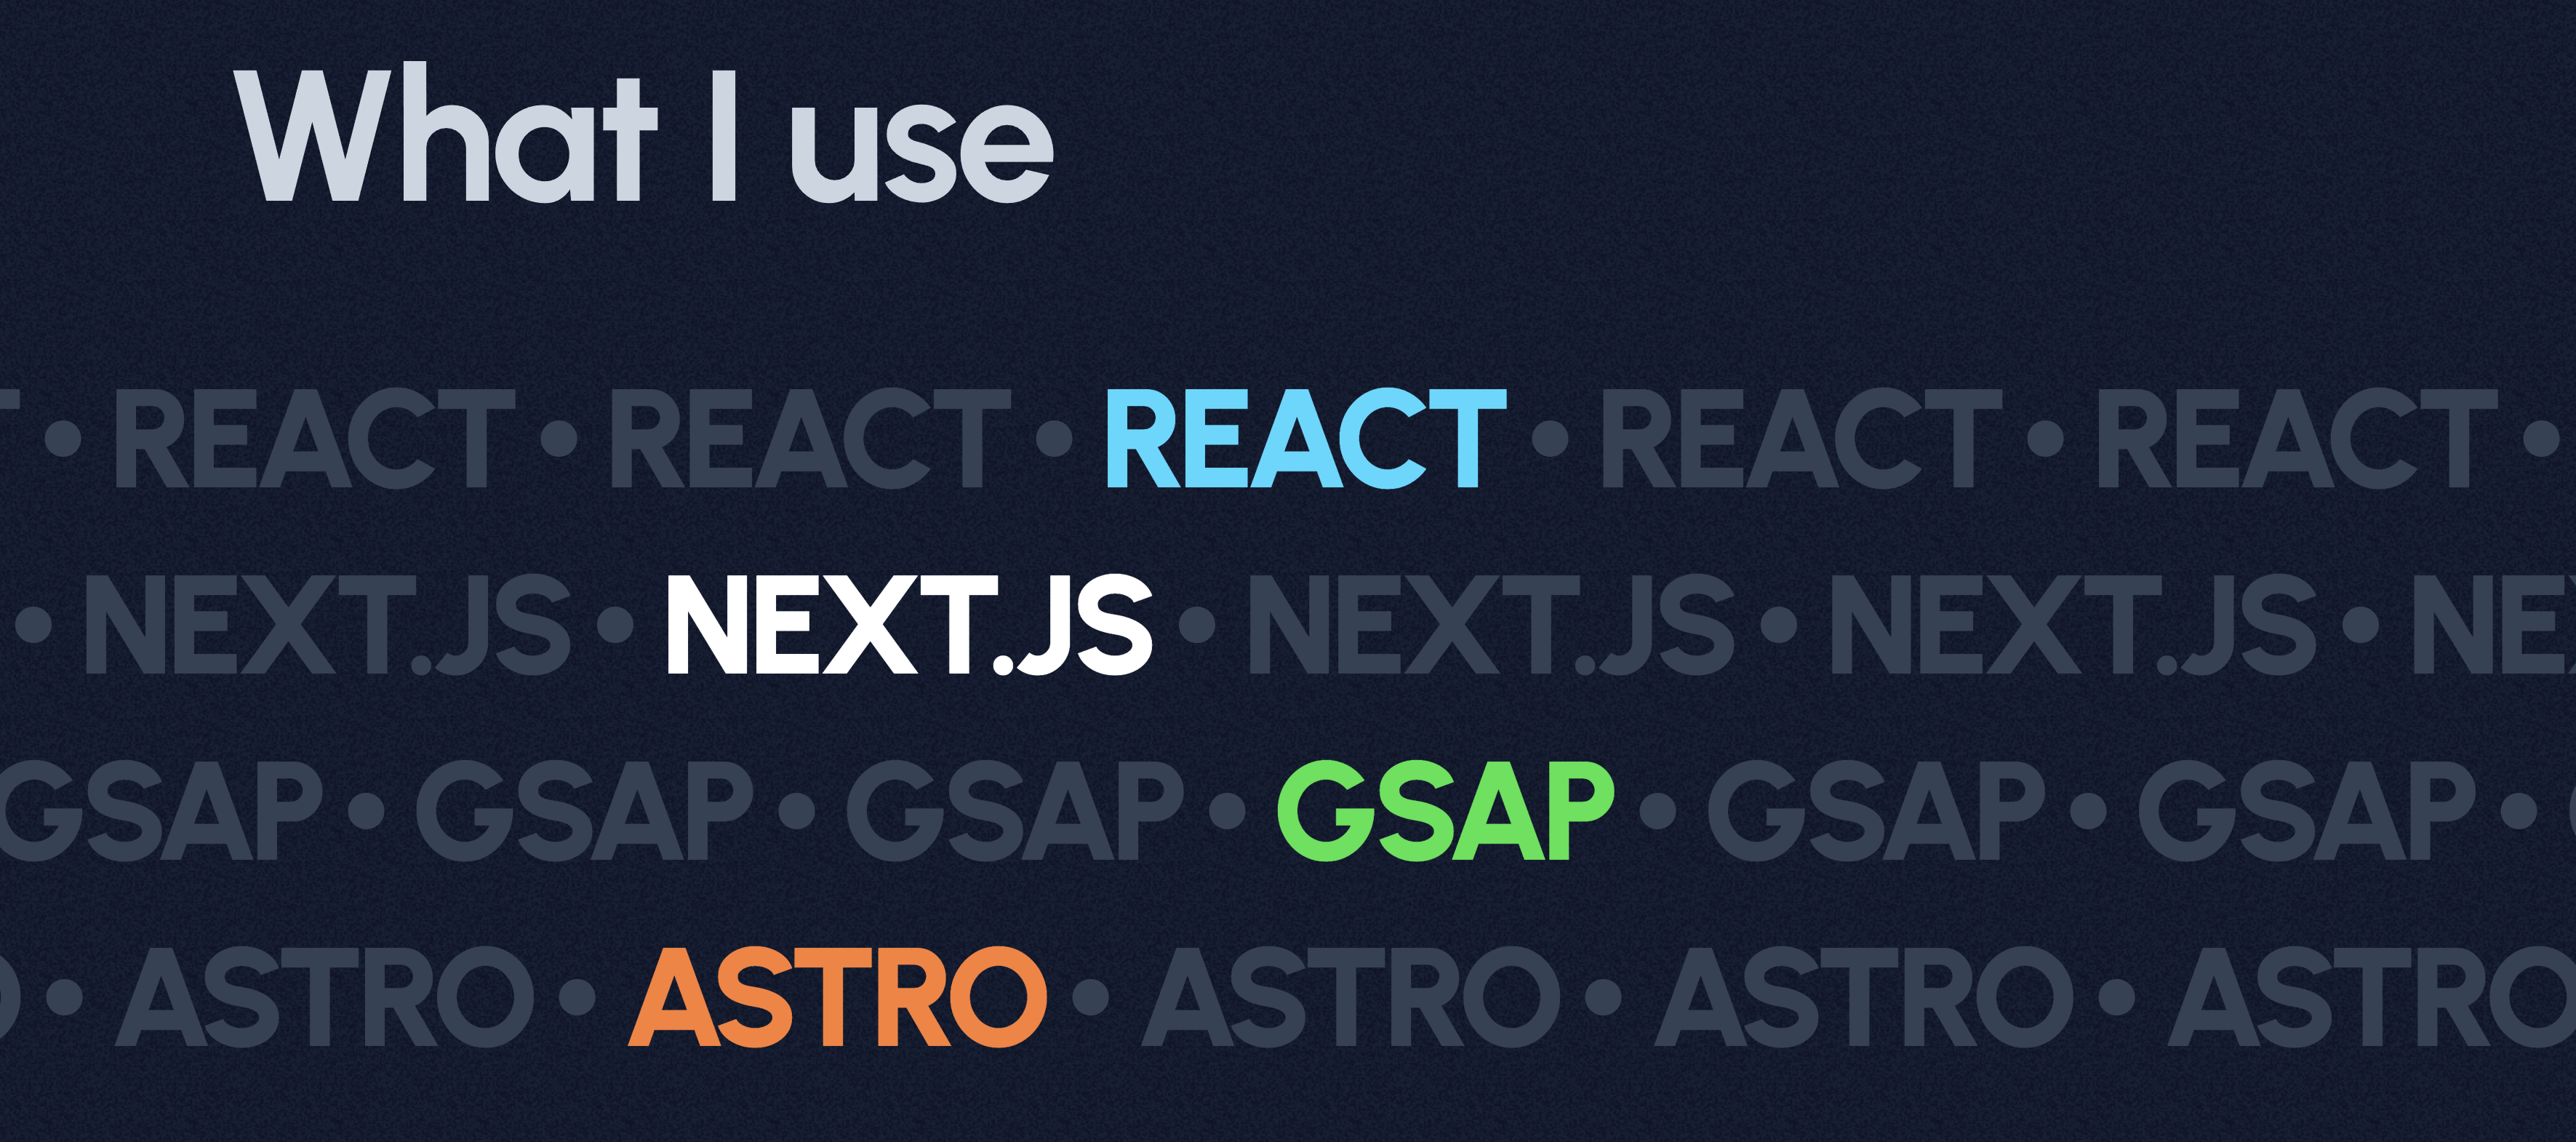 What I use
T • REACT • REACT • REACT • REACT • REACT •
• NEXT.JS • NEXT.JS • NEXT.JS • NEXT.JS • NE
GSAP • GSAP • GSAP • GSAP • GSAP • GSAP •
O • ASTRO • ASTRO • ASTRO • ASTRO • ASTRO